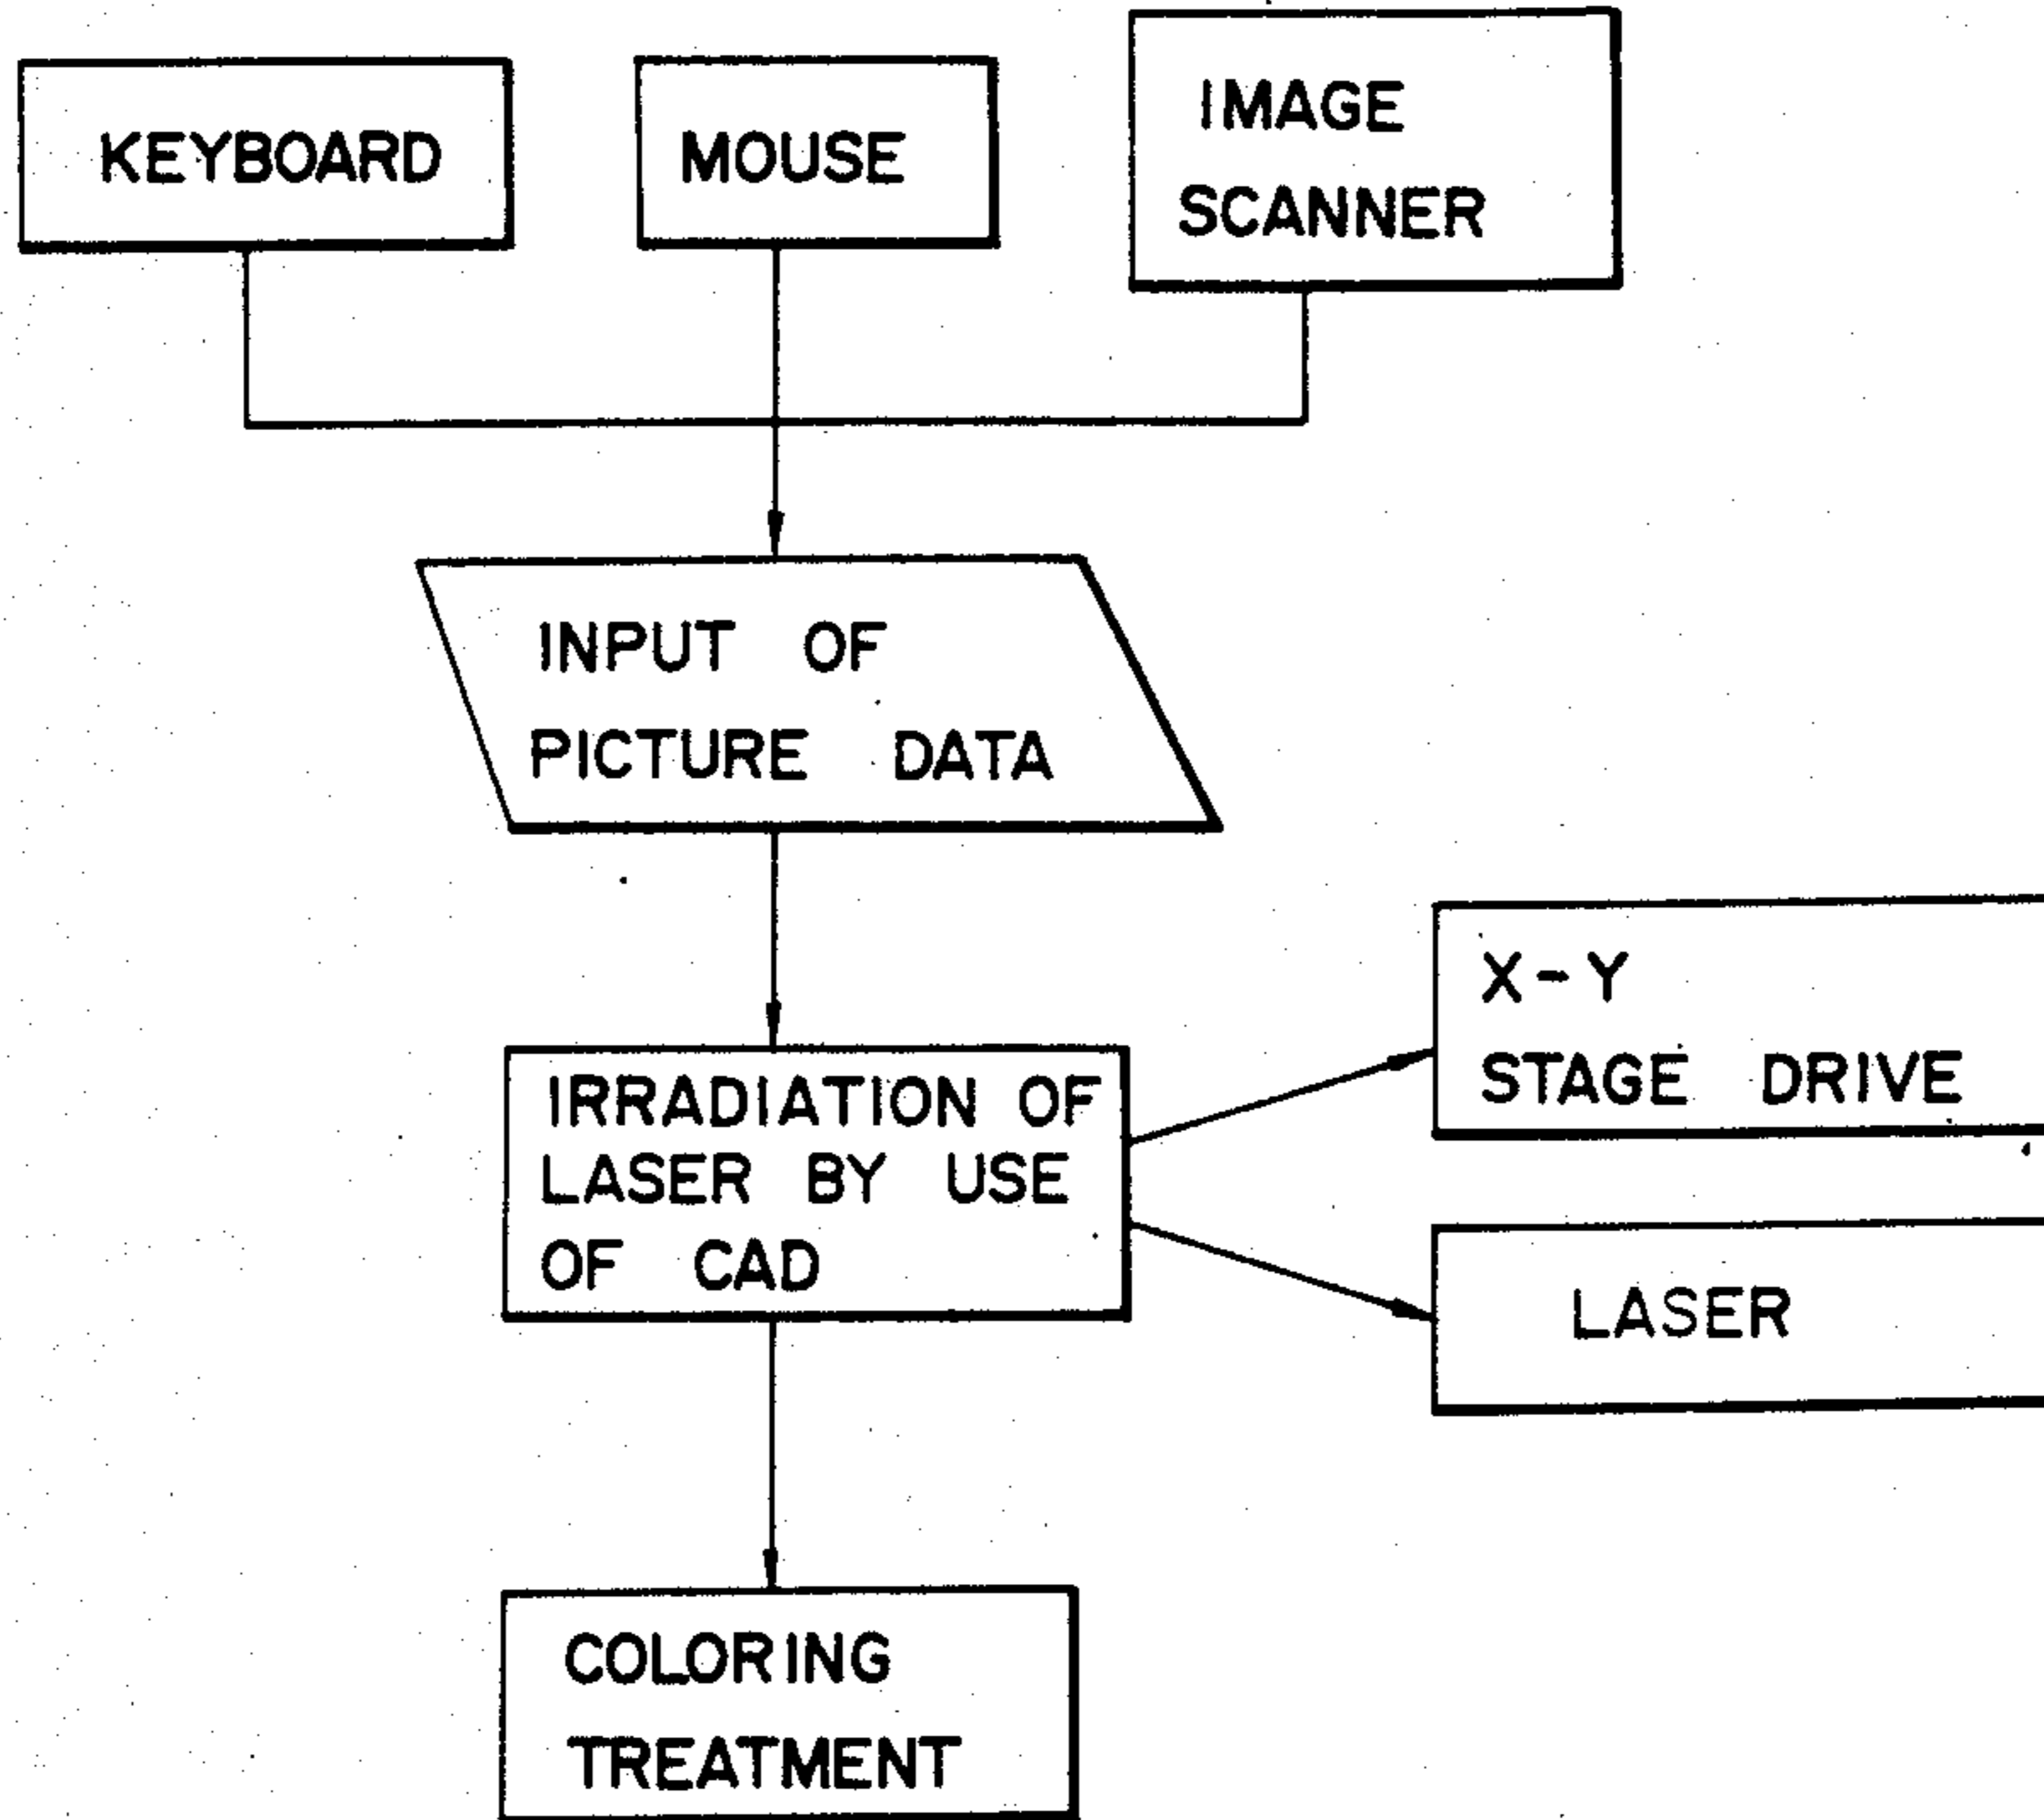 KEYBOARD
MOUSE
IMAGE
SCANNER
INPUT OF
PICTURE DATA
X-Y
STAGE DRIVE
IRRADIATION OF
LASER BY USE
OF CAD
LASER
COLORING
TREATMENT